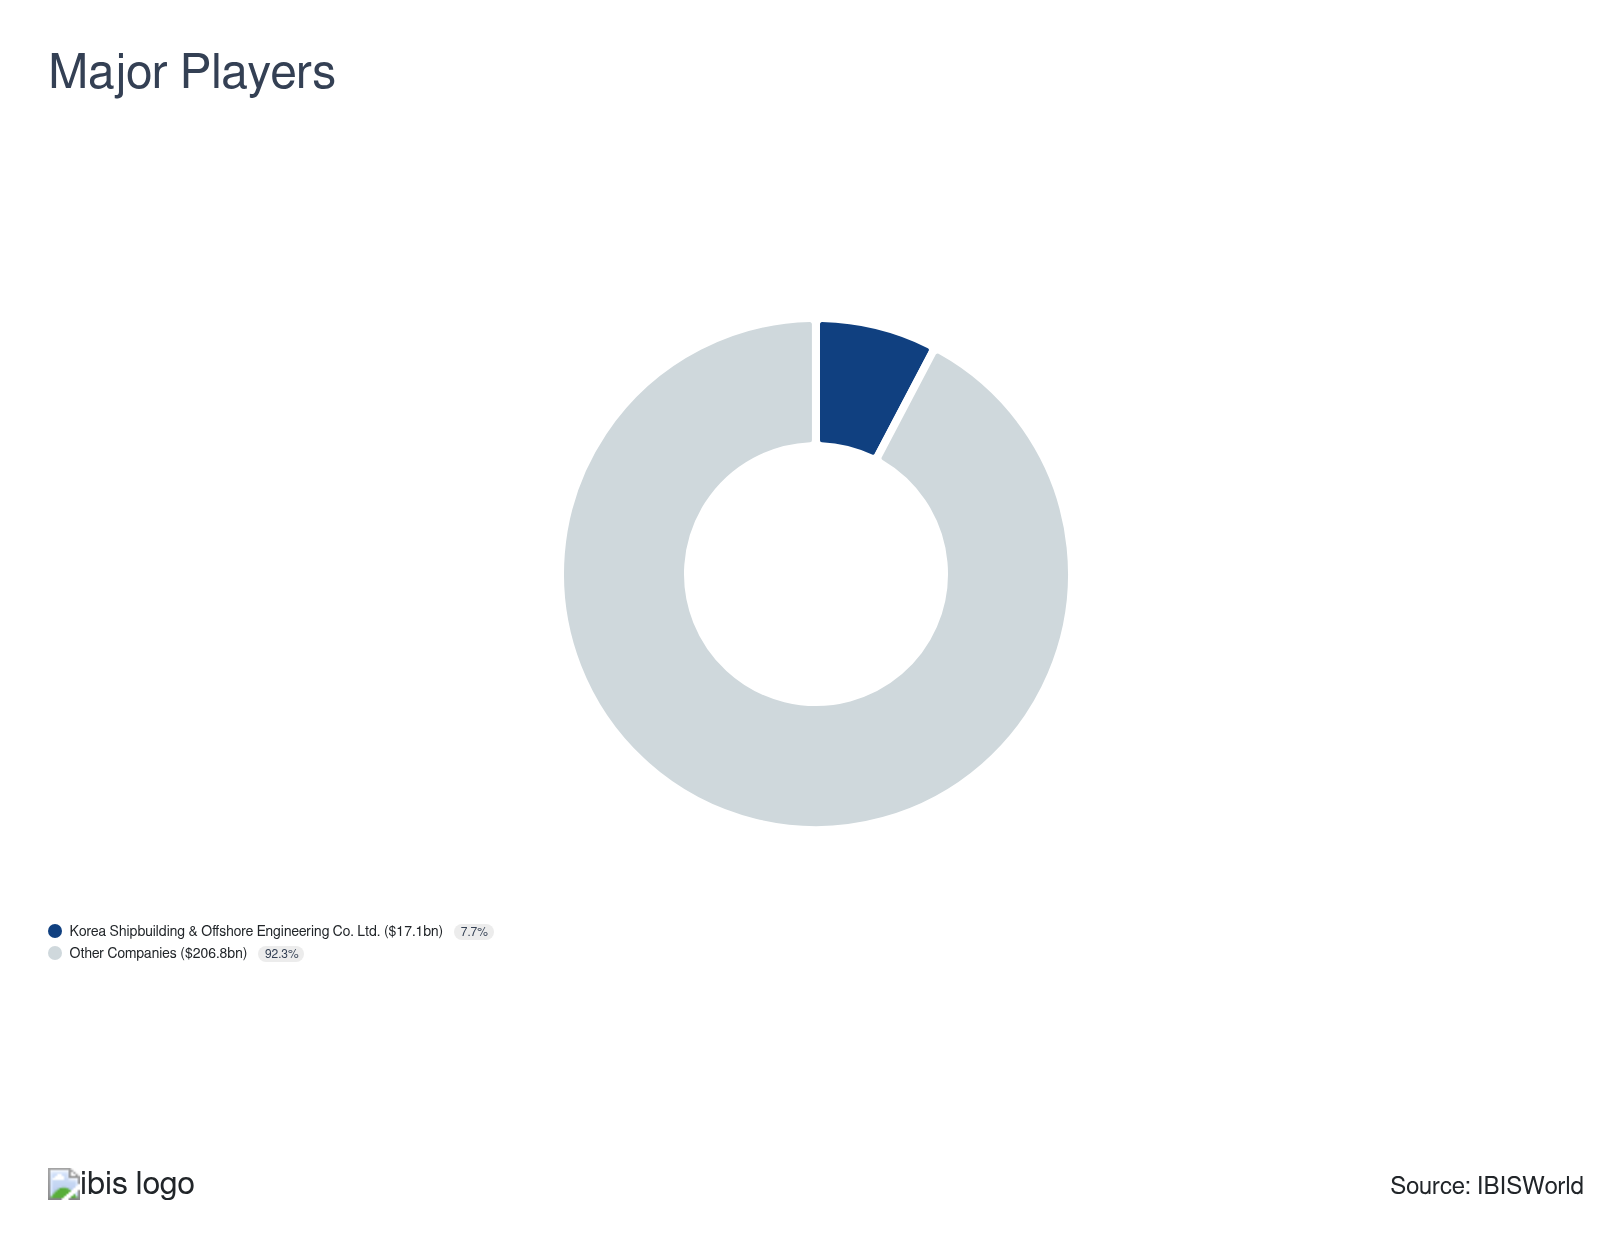 Major Players
Korea Shipbuilding & Offshore Engineering Co. Ltd. ($17.1bn) 7.7%
Other Companies ($206.8bn) 92.3%
ibis logo
Source: IBISWorld